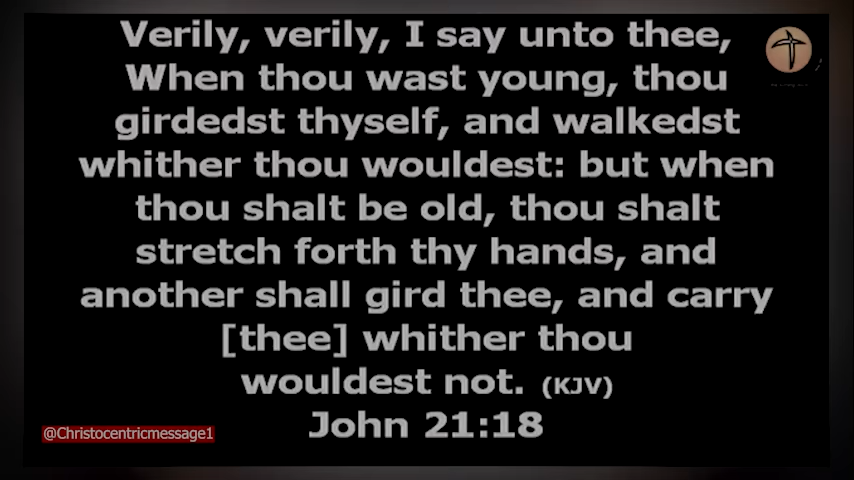 Verily, verily, I say unto thee,
When thou wast young, thou
girdedst thyself, and walkedst
whither thou wouldest: but when
thou shalt be old, thou shalt
stretch forth thy hands, and
another shall gird thee, and carry
[thee] whither thou
wouldest not. (KJV)
John 21:18
@Christocentricmessage1